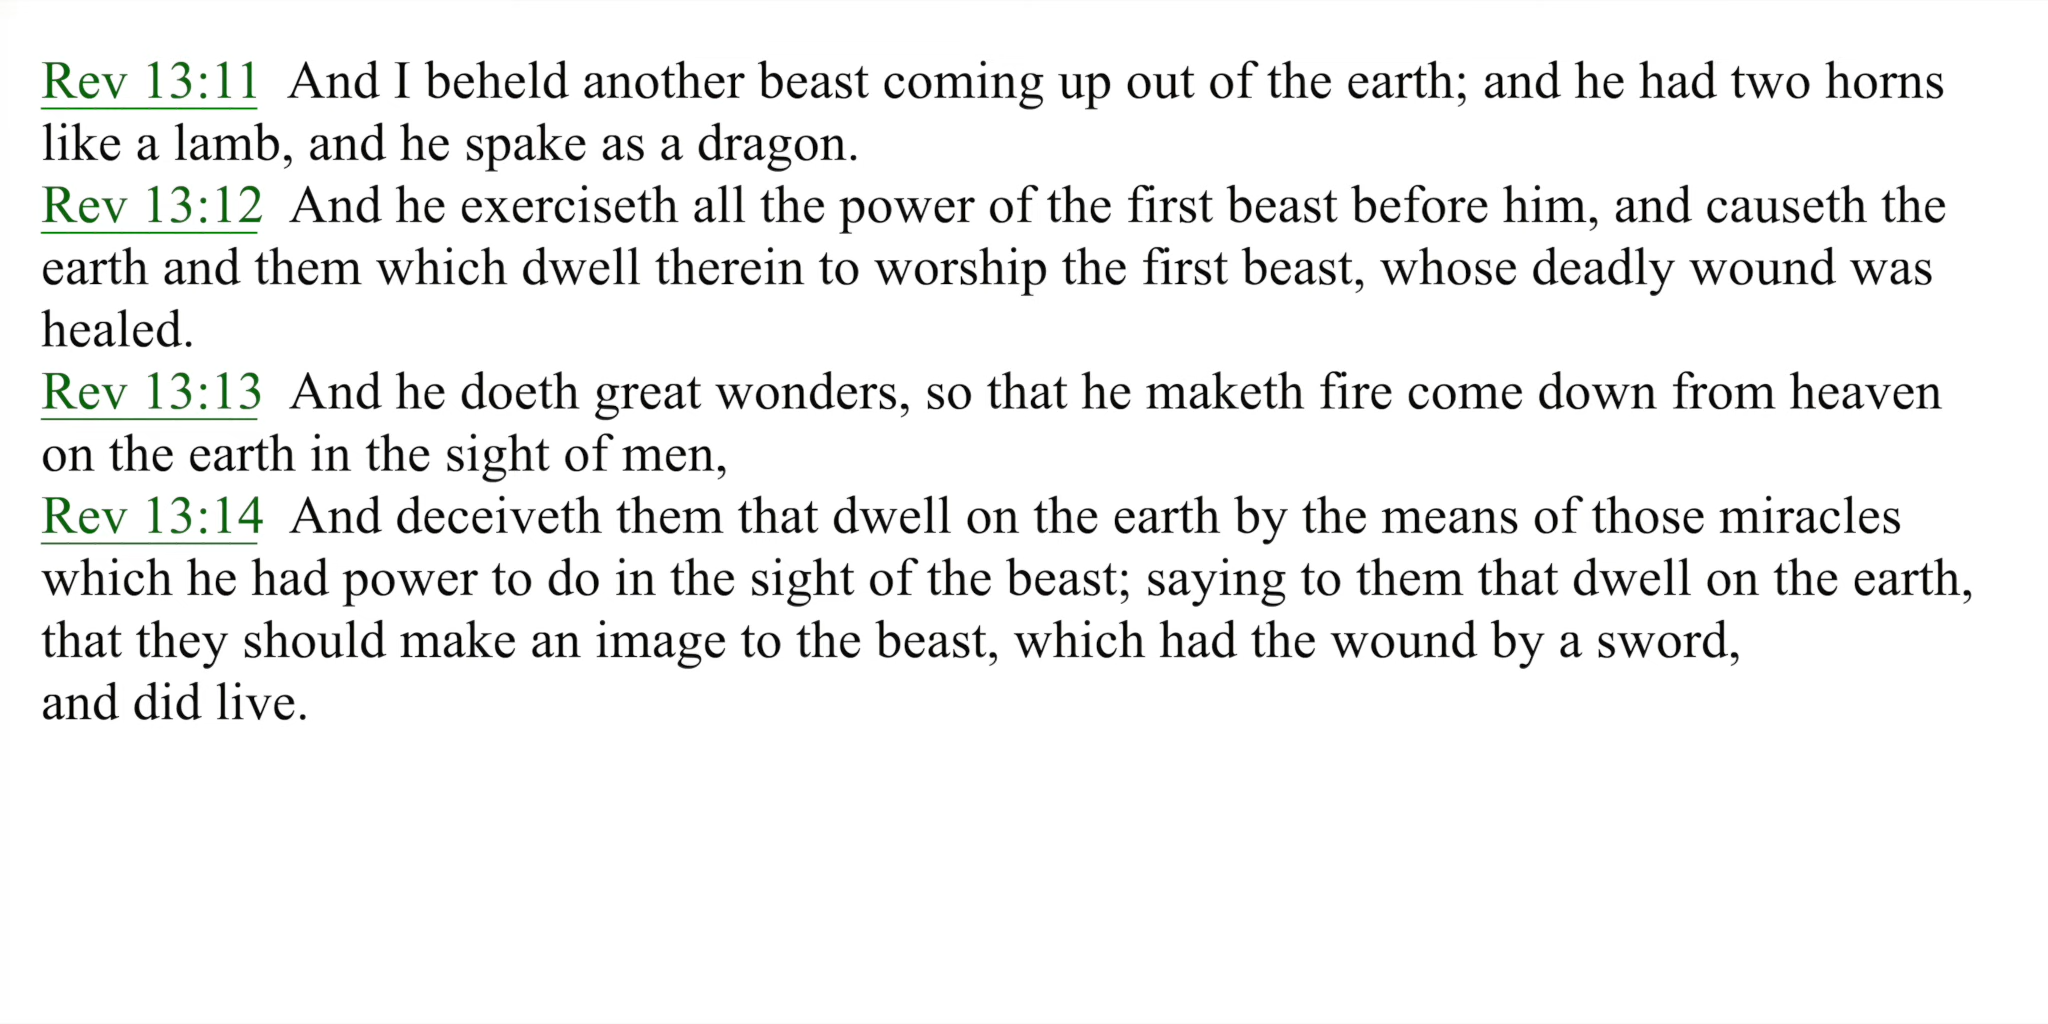 Rev 13:11 And I beheld another beast coming up out of the earth; and he had two horns
like a lamb, and he spake as a dragon.
Rev 13:12 And he exerciseth all the power of the first beast before him, and causeth the
earth and them which dwell therein to worship the first beast, whose deadly wound was
healed.
Rev 13:13 And he doeth great wonders, so that he maketh fire come down from heaven
on the earth in the sight of men,
Rev 13:14 And deceiveth them that dwell on the earth by the means of those miracles
which he had power to do in the sight of the beast; saying to them that dwell on the earth,
that they should make an image to the beast, which had the wound by a sword,
and did live.